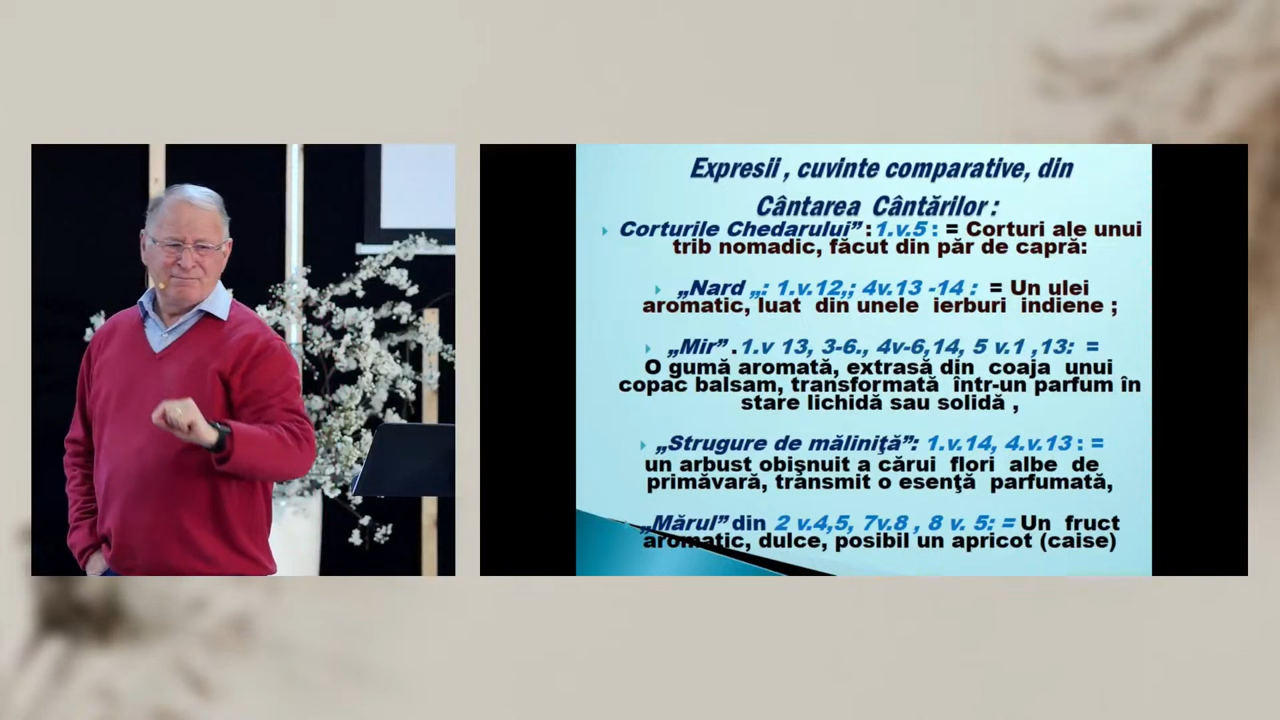 Expresii , cuvinte comparative, din
Cântarea Cântărilor :
Corturile Chedarului” : 1.v.5 : = Corturi ale unui
trib nomadic, făcut din păr de capră:
„Nard „: 1.v.12,; 4v.13 -14 : = Un ulei
aromatic, luat din unele ierburi indiene ;
„Mir” . 1.v 13, 3-6., 4v-6,14, 5 v.1 ,13: =
O gumă aromată, extrasă din coaja unui
copac balsam, transformată într-un parfum în
stare lichidă sau solidă ,
„Strugure de măliniţă”: 1.v.14, 4.v.13 : =
un arbust obişnuit a cărui flori albe de
primăvară, transmit o esenţă parfumată,
„Mărul” din 2 v.4,5, 7v.8 , 8 v. 5: = Un fruct
aromatic, dulce, posibil un apricot (caise)